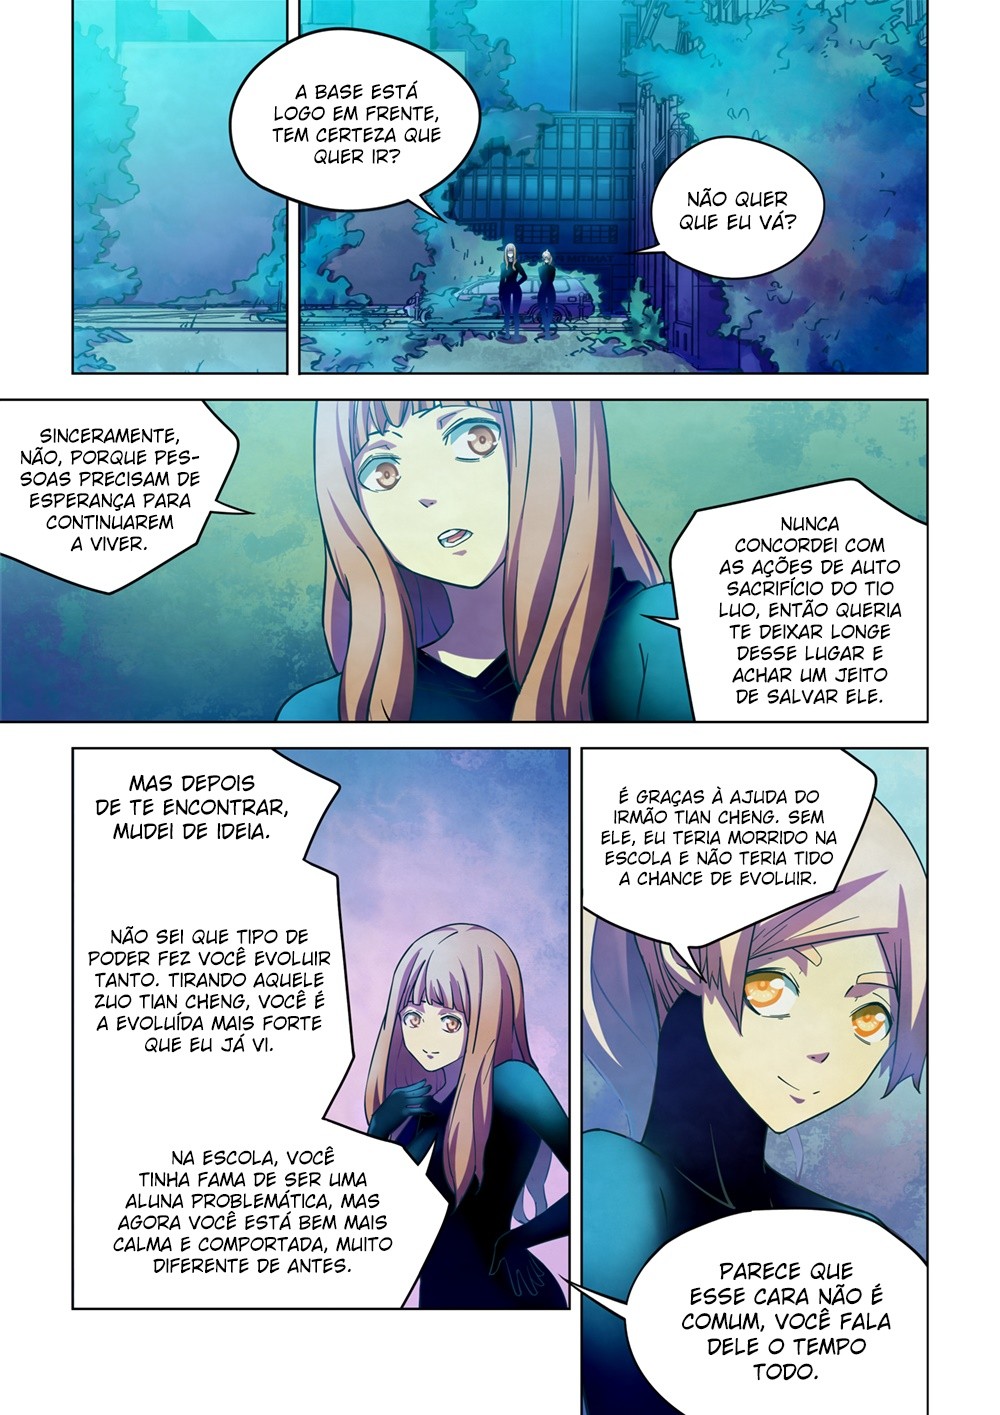 A BASE ESTÁ
LOGO EM FRENTE,
TEM CERTEZA QUE
QUER IR?
NÃO QUER
QUE EU VÁ?
SINCERAMENTE,
NÃO, PORQUE PES-
SOAS PRECISAM DE
ESPERANÇA PARA
CONTINUAREM
A VIVER.
NUNCA
CONCORDEI COM
AS AÇÕES DE AUTO
SACRIFÍCIO DO TIO
LUO, ENTÃO QUERIA
TE DEIXAR LONGE
DESSE LUGAR E
ACHAR UM JEITO
DE SALVAR ELE.
MAS DEPOIS
DE TE ENCONTRAR,
MUDEI DE IDEIA.
NÃO SEI QUE TIPO DE
PODER FEZ VOCÊ EVOLUIR
TANTO. TIRANDO AQUELE
ZUO TIAN CHENG, VOCÊ É
A EVOLUÍDA MAIS FORTE
QUE EU JÁ VI.
NA ESCOLA, VOCÊ
TINHA FAMA DE SER UMA
ALUNA PROBLEMÁTICA, MAS
AGORA VOCÊ ESTÁ BEM MAIS
CALMA E COMPORTADA, MUITO
DIFERENTE DE ANTES.
É GRAÇAS À AJUDA DO
IRMÃO TIAN CHENG. SEM
ELE, EU TERIA MORRIDO NA
ESCOLA E NÃO TERIA TIDO
A CHANCE DE EVOLUIR.
PARECE QUE
ESSE CARA NÃO É
COMUM, VOCÊ FALA
DELE O TEMPO
TODO.